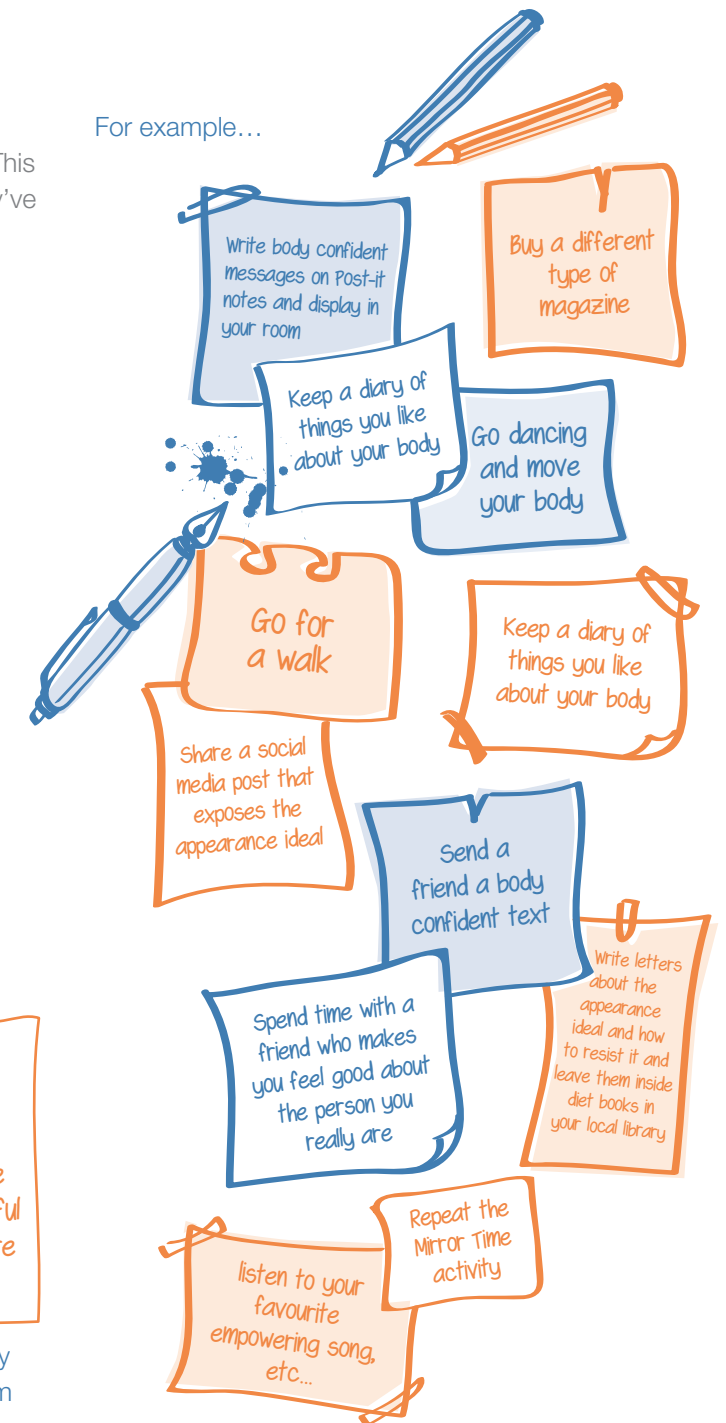 For example…
This
y’ve
Write body confident
messages on Post-it
notes and display in
your room
Buy a different
type of
magazine
Keep a diary of
things you like
about your body
Go dancing
and move
your body
Go for
a walk
Keep a diary of
things you like
about your body
Share a social
media post that
exposes the
appearance ideal
Send a
friend a body
confident text
Write letters
about the
appearance
ideal and how
to resist it and
leave them inside
diet books in
your local library
Spend time with a
friend who makes
you feel good about
the person you
really are
Repeat the
Mirror Time
activity
listen to your
favourite
empowering song,
etc...
e
ful
re
y
m